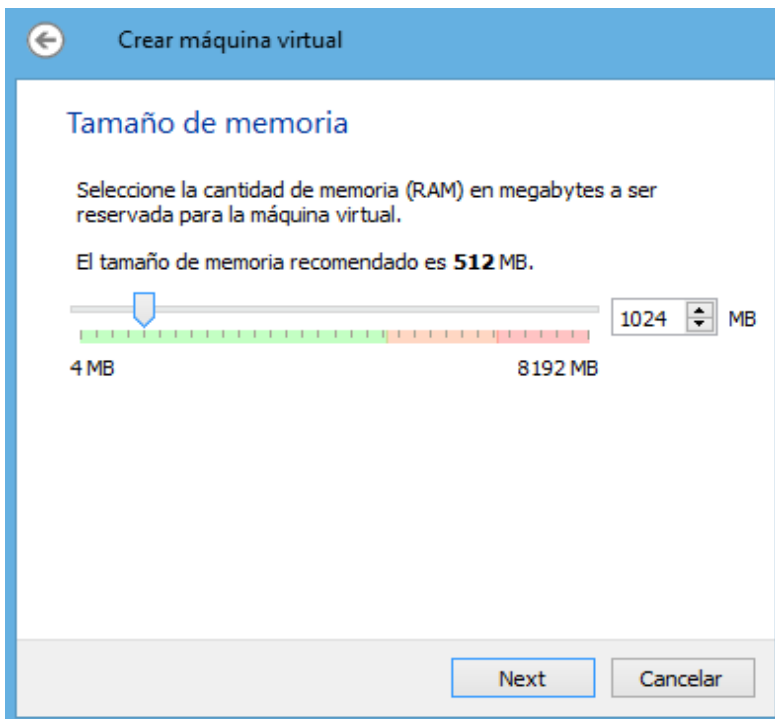 Crear máquina virtual
Tamaño de memoria
Seleccione la cantidad de memoria (RAM) en megabytes a ser
reservada para la máquina virtual.
El tamaño de memoria recomendado es 512 MB.
1024 MB
4 MB 8192 MB
Next Cancelar